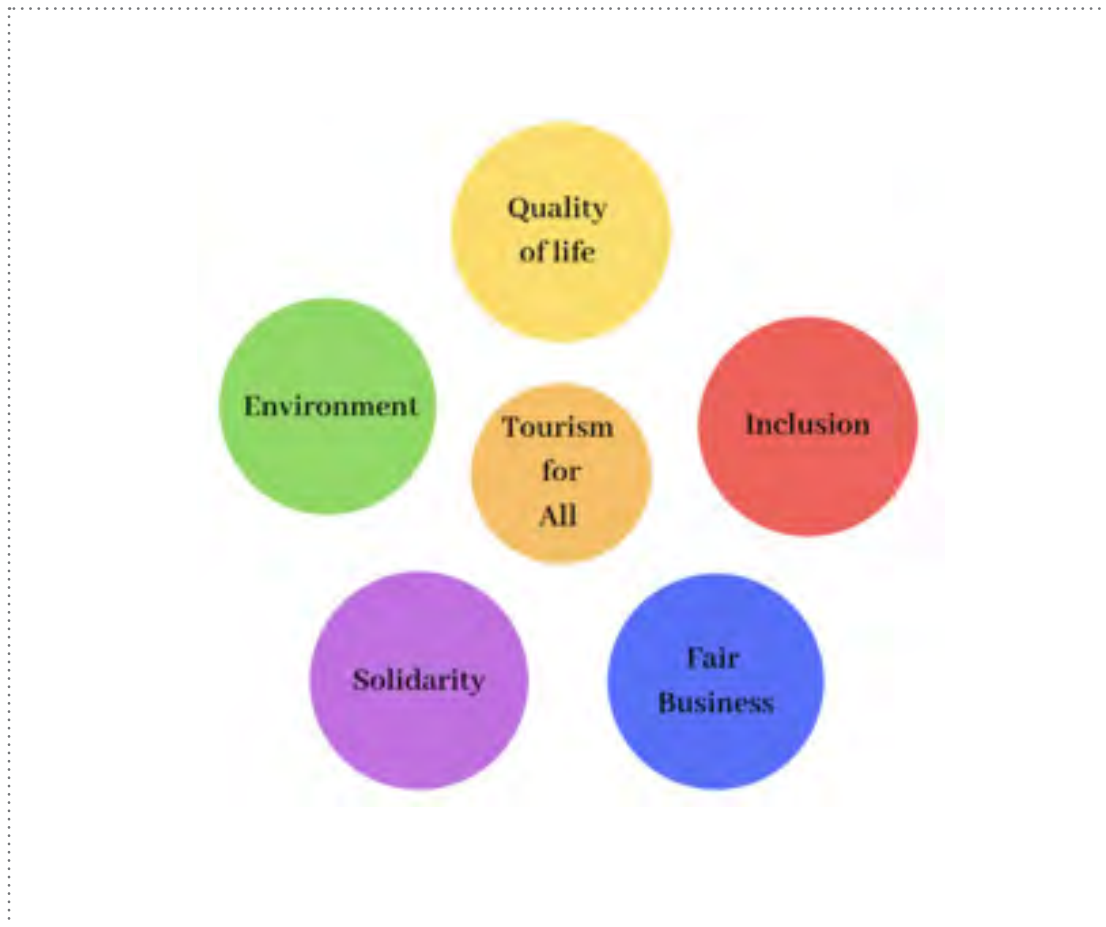 Quality
of life
Environment
Inclusion
Tourism
for
All
Solidarity
Fair
Business